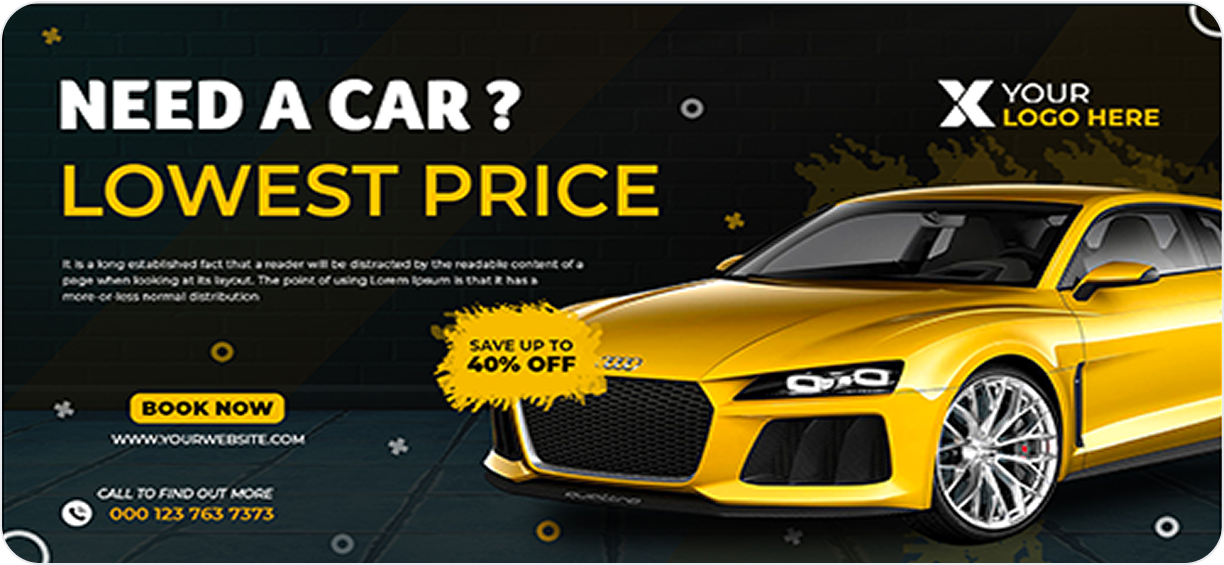 NEED A CAR ?
LOWEST PRICE
It is a long established fact that a reader will be distracted by the readable content of a
page when looking at its layout. The point of using Lorem Ipsum is that it has a
more-or-less normal distribution
SAVE UP TO
40% OFF
BOOK NOW
WWW.YOURWEBSITE.COM
CALL TO FIND OUT MORE
000 123 763 7373
YOUR
LOGO HERE
quattro